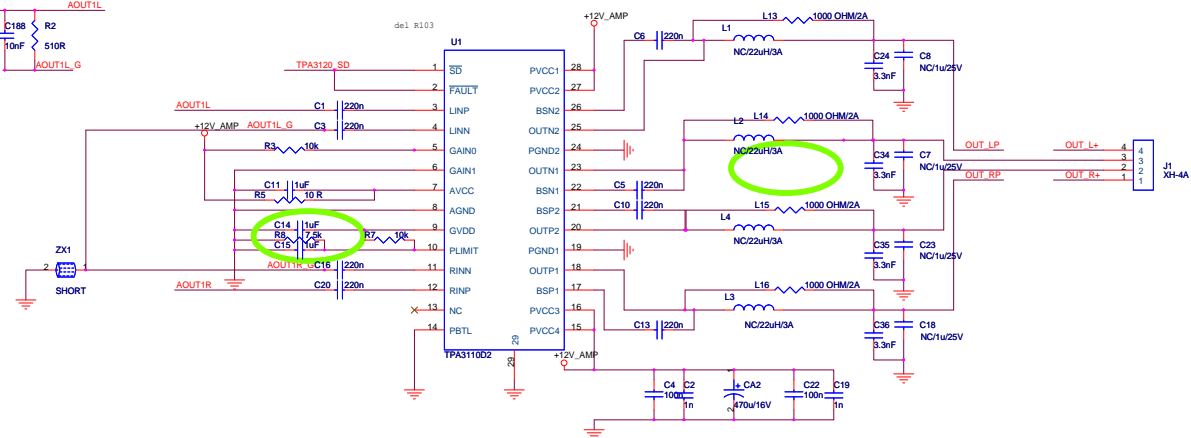 AOUT1L
C188
10nF
R2
510R
AOUT1L_G
del R103
+12V_AMP
L13
1000 OHM/2A
C6
220n
L1
NC/22uH/3A
C24
3.3nF
C8
NC/1u/25V
U1
TPA3120_SD
1
SD
PVCC1
28
2
FAULT
PVCC2
27
AOUT1L
C1
220n
3
LINP
BSN2
26
+12V_AMP
AOUT1L_G
C3
220n
4
LINN
OUTN2
25
L14
1000 OHM/2A
L2
NC/22uH/3A
R3
10k
5
GAIN0
PGND2
24
C34
3.3nF
C7
NC/1u/25V
OUT_LP
OUT_L+
4
4
3
3
2
2
1
1
J1
XH-4A
OUT_RP
OUT_R+
6
GAIN1
OUTN1
23
C11
1uF
R5
10 R
7
AVCC
BSN1
22
C5
220n
8
AGND
BSP2
21
C10
220n
L15
1000 OHM/2A
L4
NC/22uH/3A
C14
1uF
9
GVDD
OUTP2
20
R8
7.5k
R7
10k
C15
1uF
10
PLIMIT
PGND1
19
C35
3.3nF
C23
NC/1u/25V
ZX1
2
1
SHORT
AOUT1R_G
C16
220n
11
RINN
OUTP1
18
AOUT1R
C20
220n
12
RINP
BSP1
17
L16
1000 OHM/2A
L3
NC/22uH/3A
13
NC
PVCC3
16
14
PBTL
PVCC4
15
C13
220n
C36
3.3nF
C18
NC/1u/25V
29
29
TPA3110D2
+12V_AMP
C4
100n
C2
1n
1
+
CA2
470u/16V
2
C22
100n
C19
1n